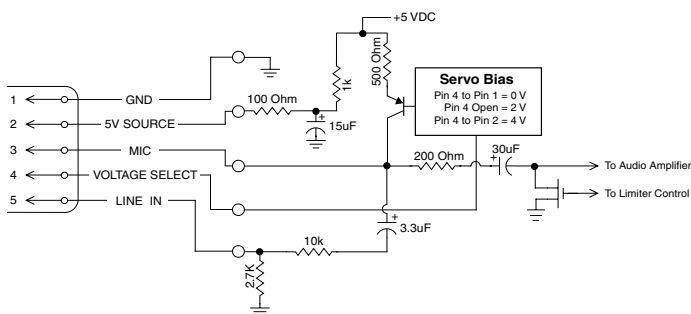 +5 VDC
500 Ohm
1k
Servo Bias
Pin 4 to Pin 1 = 0 V
Pin 4 Open = 2 V
Pin 4 to Pin 2 = 4 V
1
GND
100 Ohm
+
15uF
2
5V SOURCE
3
MIC
200 Ohm
+
30uF
To Audio Amplifier
4
VOLTAGE SELECT
To Limiter Control
5
LINE IN
+
3.3uF
10k
2.7K